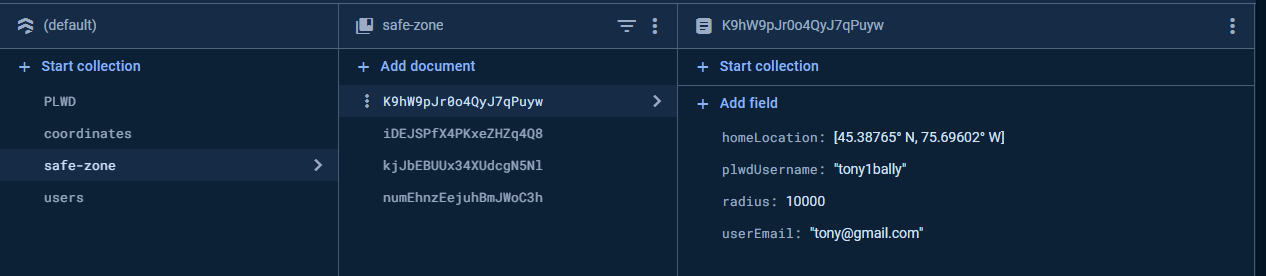 (default)
Start collection
PLWD
coordinates
safe-zone
users
safe-zone
Add document
K9hW9pJr0o4QyJ7qPuyw
iDEJSPfX4PKxeZHZq4Q8
kjJbEBUUx34XUdcgN5Nl
numEhnzEejuhBmJWoC3h
K9hW9pJr0o4QyJ7qPuyw
Start collection
Add field
homeLocation: [45.38765° N, 75.69602° W]
plwdUsername: "tony1bally"
radius: 10000
userEmail: "tony@gmail.com"